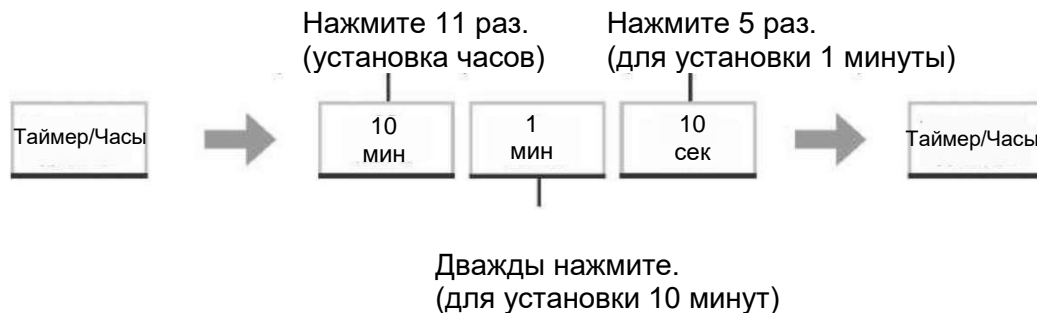 Нажмите 11 раз.
(установка часов)
Нажмите 5 раз.
(для установки 1 минуты)
Таймер/Часы
10
мин
1
мин
10
сек
Таймер/Часы
Дважды нажмите.
(для установки 10 минут)